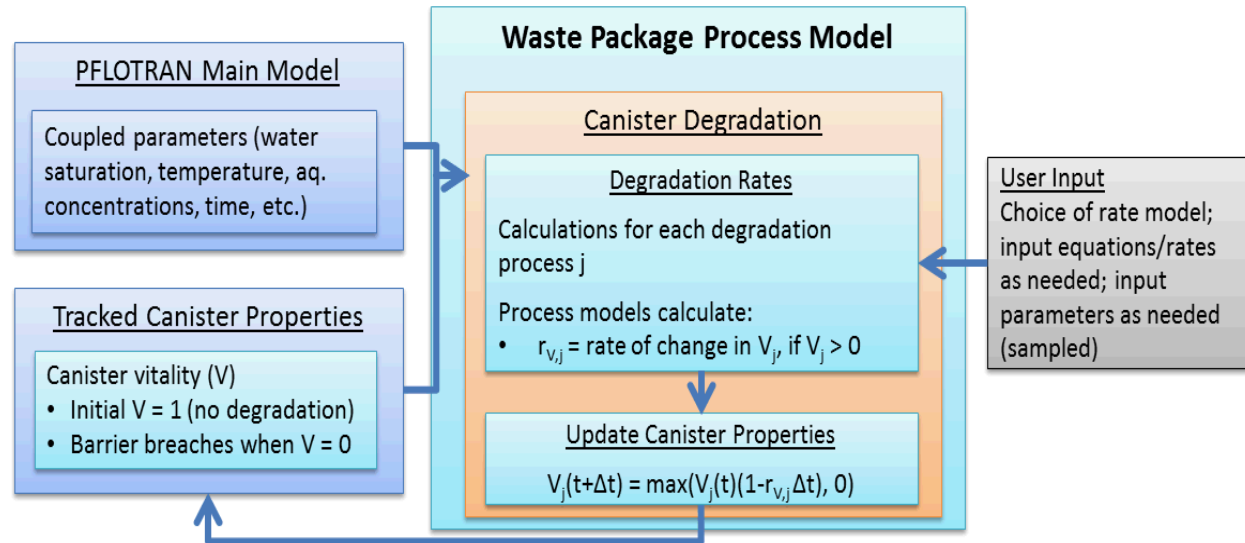 PFLOTRAN Main Model
Coupled parameters (water
saturation, temperature, aq.
concentrations, time, etc.)
Tracked Canister Properties
Canister vitality (V)
• Initial V = 1 (no degradation)
• Barrier breaches when V = 0
Waste Package Process Model
Canister Degradation
Degradation Rates
Calculations for each degradation
process j
Process models calculate:
• r_{V,j} = rate of change in V_j, if V_j > 0
Update Canister Properties
V_j(t+Δt) = max(V_j(t)(1-r_{V,j}Δt), 0)
User Input
Choice of rate model;
input equations/rates
as needed; input
parameters as needed
(sampled)